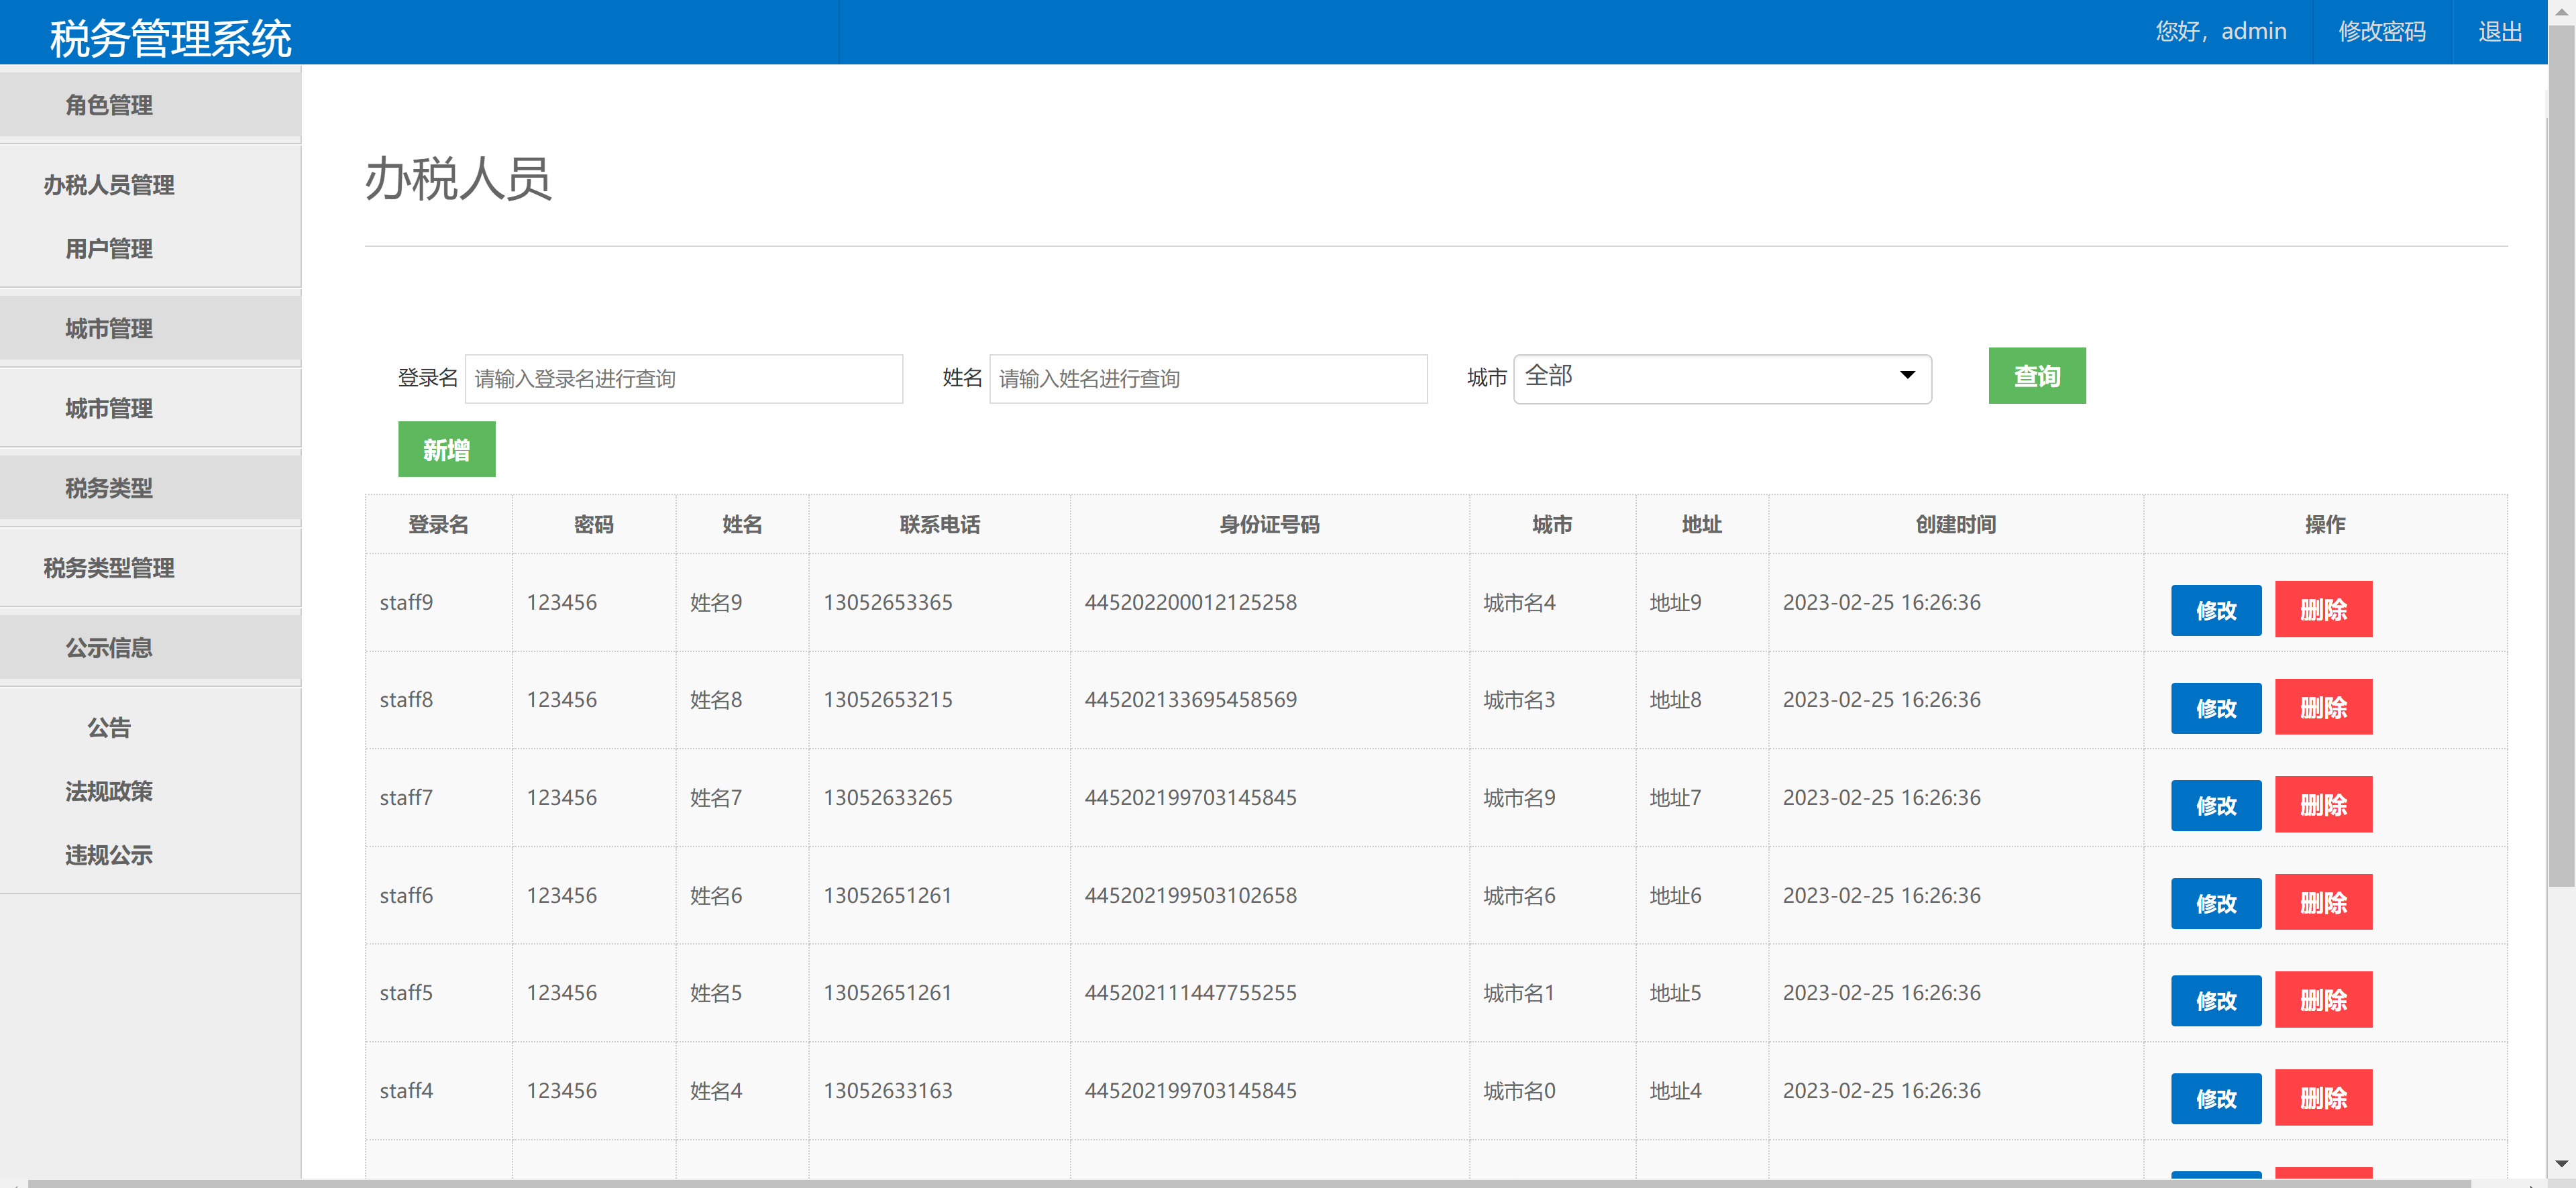 税务管理系统
您好，admin
修改密码
退出
角色管理
办税人员管理
用户管理
城市管理
城市管理
税务类型
税务类型管理
公示信息
公告
法规政策
违规公示
办税人员
登录名 请输入登录名进行查询 姓名 请输入姓名进行查询 城市 全部 查询
新增
登录名 密码 姓名 联系电话 身份证号码 城市 地址 创建时间 操作
staff9 123456 姓名9 13052653365 445202200012125258 城市名4 地址9 2023-02-25 16:26:36 修改 删除
staff8 123456 姓名8 13052653215 445202133695458569 城市名3 地址8 2023-02-25 16:26:36 修改 删除
staff7 123456 姓名7 13052633265 445202199703145845 城市名9 地址7 2023-02-25 16:26:36 修改 删除
staff6 123456 姓名6 13052651261 445202199503102658 城市名6 地址6 2023-02-25 16:26:36 修改 删除
staff5 123456 姓名5 13052651261 445202111447755255 城市名1 地址5 2023-02-25 16:26:36 修改 删除
staff4 123456 姓名4 13052633163 445202199703145845 城市名0 地址4 2023-02-25 16:26:36 修改 删除